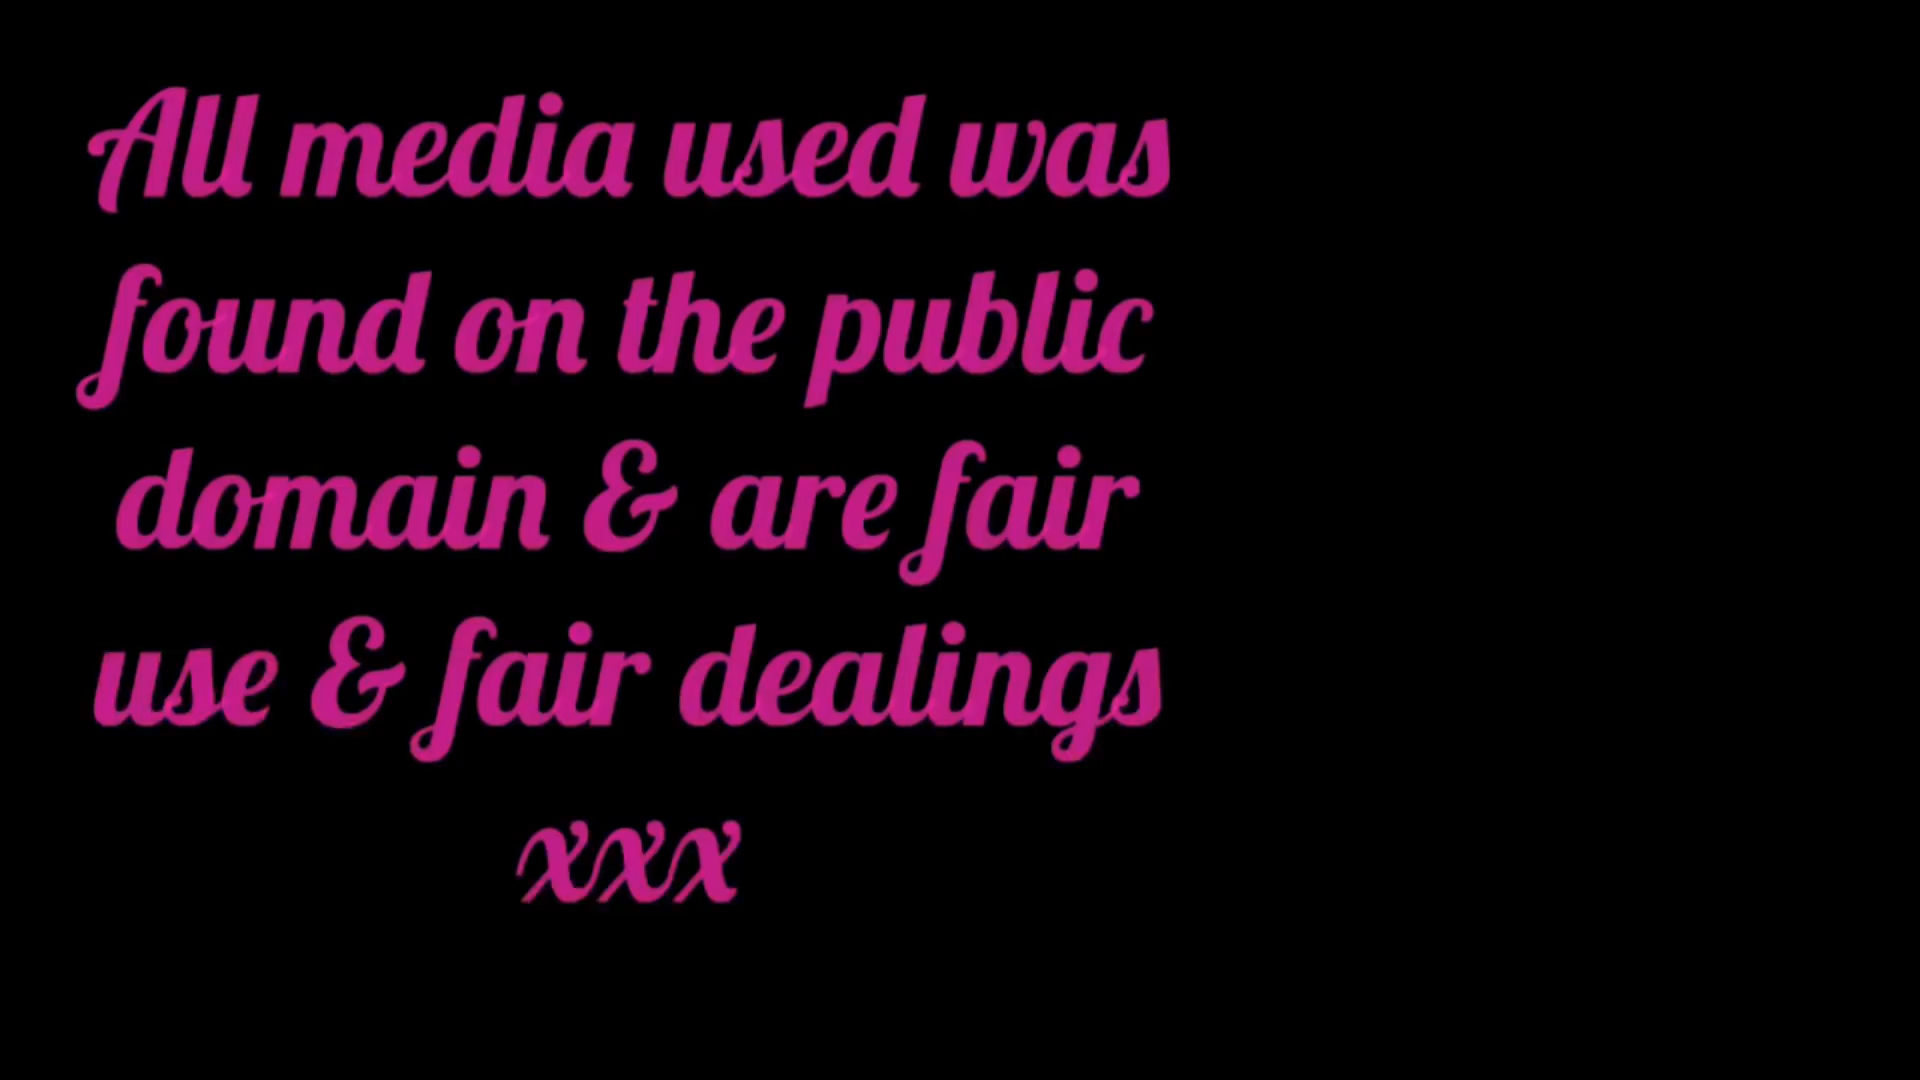 All media used was
found on the public
domain & are fair
use & fair dealings
xxx